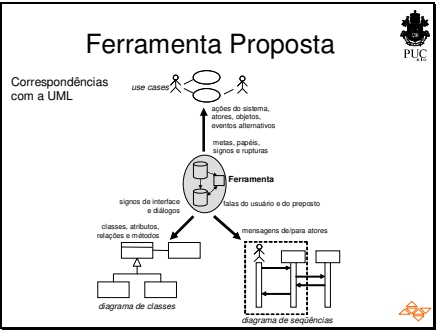 Ferramenta Proposta
PUC
RIO
Correspondências
com a UML
use cases
ações do sistema,
atores, objetos,
eventos alternativos
metas, papéis,
signos e rupturas
Ferramenta
signos de interface
e diálogos
falas do usuário e do preposto
classes, atributos,
relações e métodos
mensagens de/para atores
diagrama de classes
diagrama de seqüências